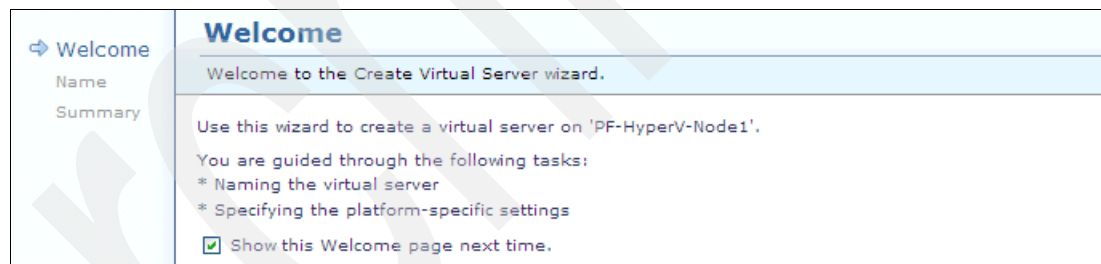 Welcome
Name
Summary
Welcome
Welcome to the Create Virtual Server wizard.
Use this wizard to create a virtual server on 'PF-HyperV-Node1'.
You are guided through the following tasks:
* Naming the virtual server
* Specifying the platform-specific settings
Show this Welcome page next time.